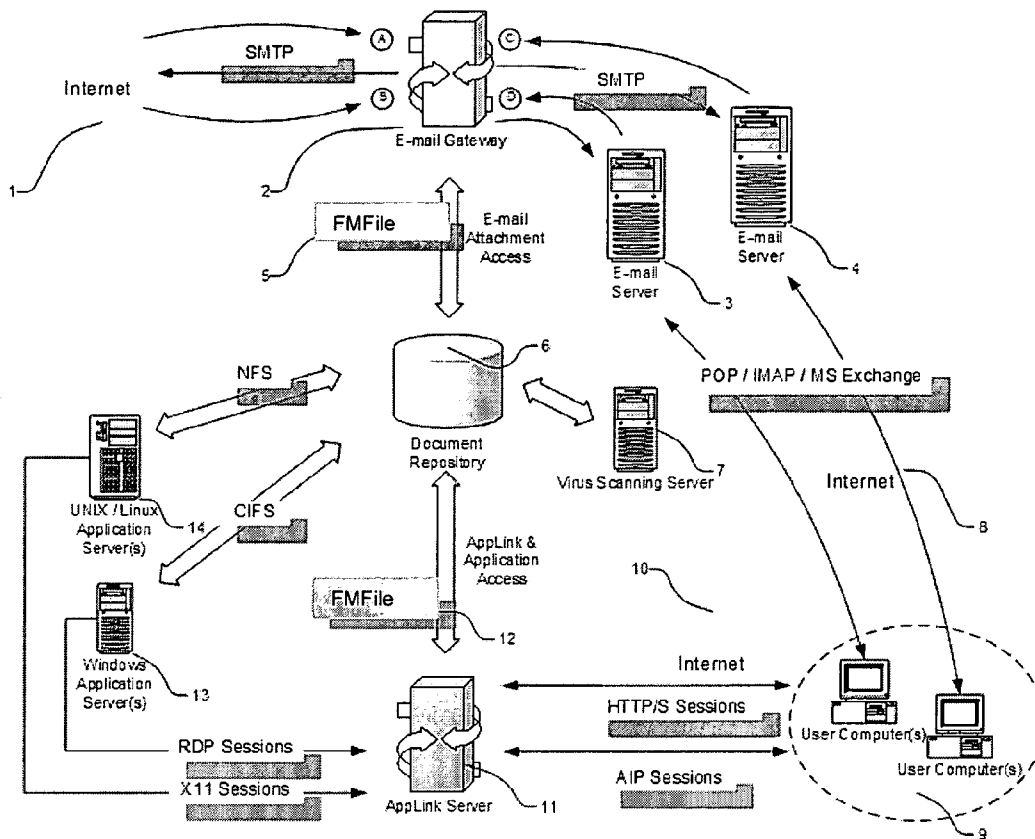 A
C
SMTP
Internet
SMTP
B
D
E-mail Gateway
1
2
FMFile
E-mail
Attachment
Access
5
E-mail
Server
3
E-mail
Server
4
6
NFS
POP / IMAP / MS Exchange
Document
Repository
7
Virus Scanning Server
Internet
8
UNIX / Linux
Application
Server(s)
14
CIFS
AppLink &
Application
Access
10
FMFile
12
Windows
Application
Server(s)
13
Internet
HTTP/S Sessions
User Computer(s)
User Computer(s)
RDP Sessions
X11 Sessions
AppLink Server
11
AIP Sessions
9